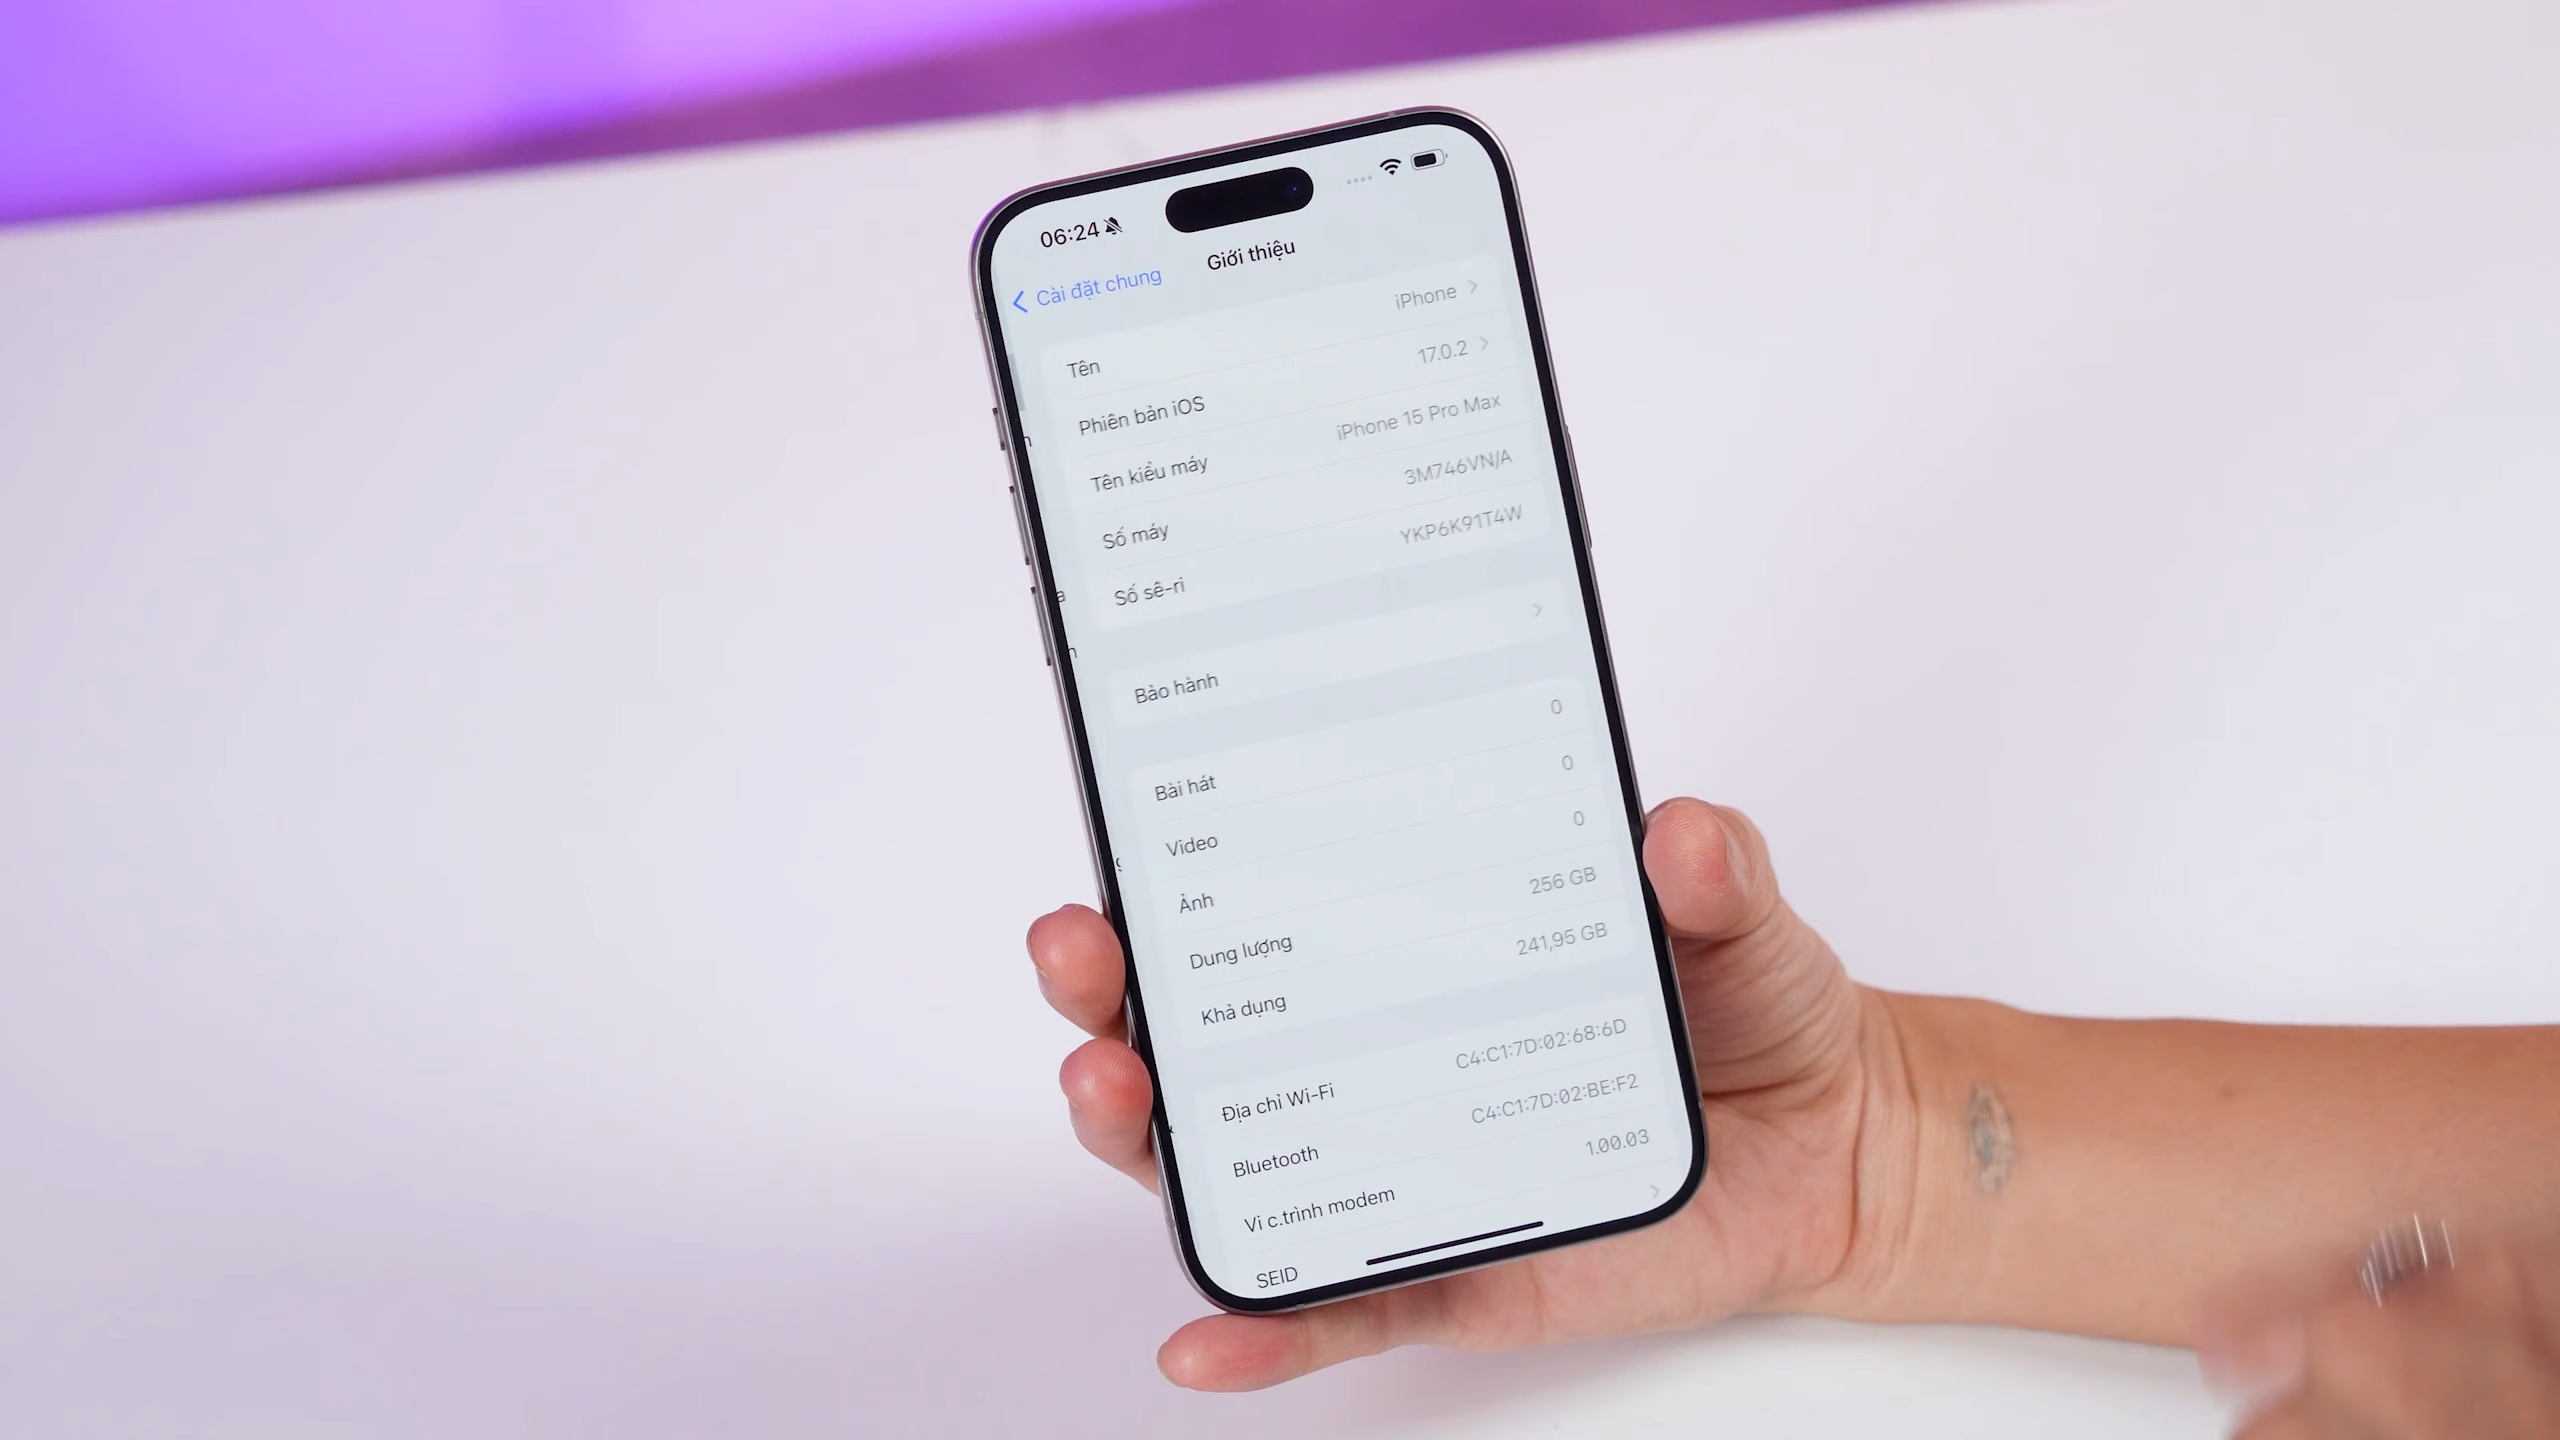 06:24
Cài đặt chung
Giới thiệu
Tên iPhone
Phiên bản iOS 17.0.2
Tên kiểu máy iPhone 15 Pro Max
Số máy 3M746VN/A
Số sê-ri YKP6K91T4W
Bảo hành
Bài hát 0
Video 0
Ảnh 0
Dung lượng 256 GB
Khả dụng 241,95 GB
Địa chỉ Wi-Fi C4:C1:7D:02:68:6D
Bluetooth C4:C1:7D:02:BE:F2
Vi c.trình modem 1.00.03
SEID